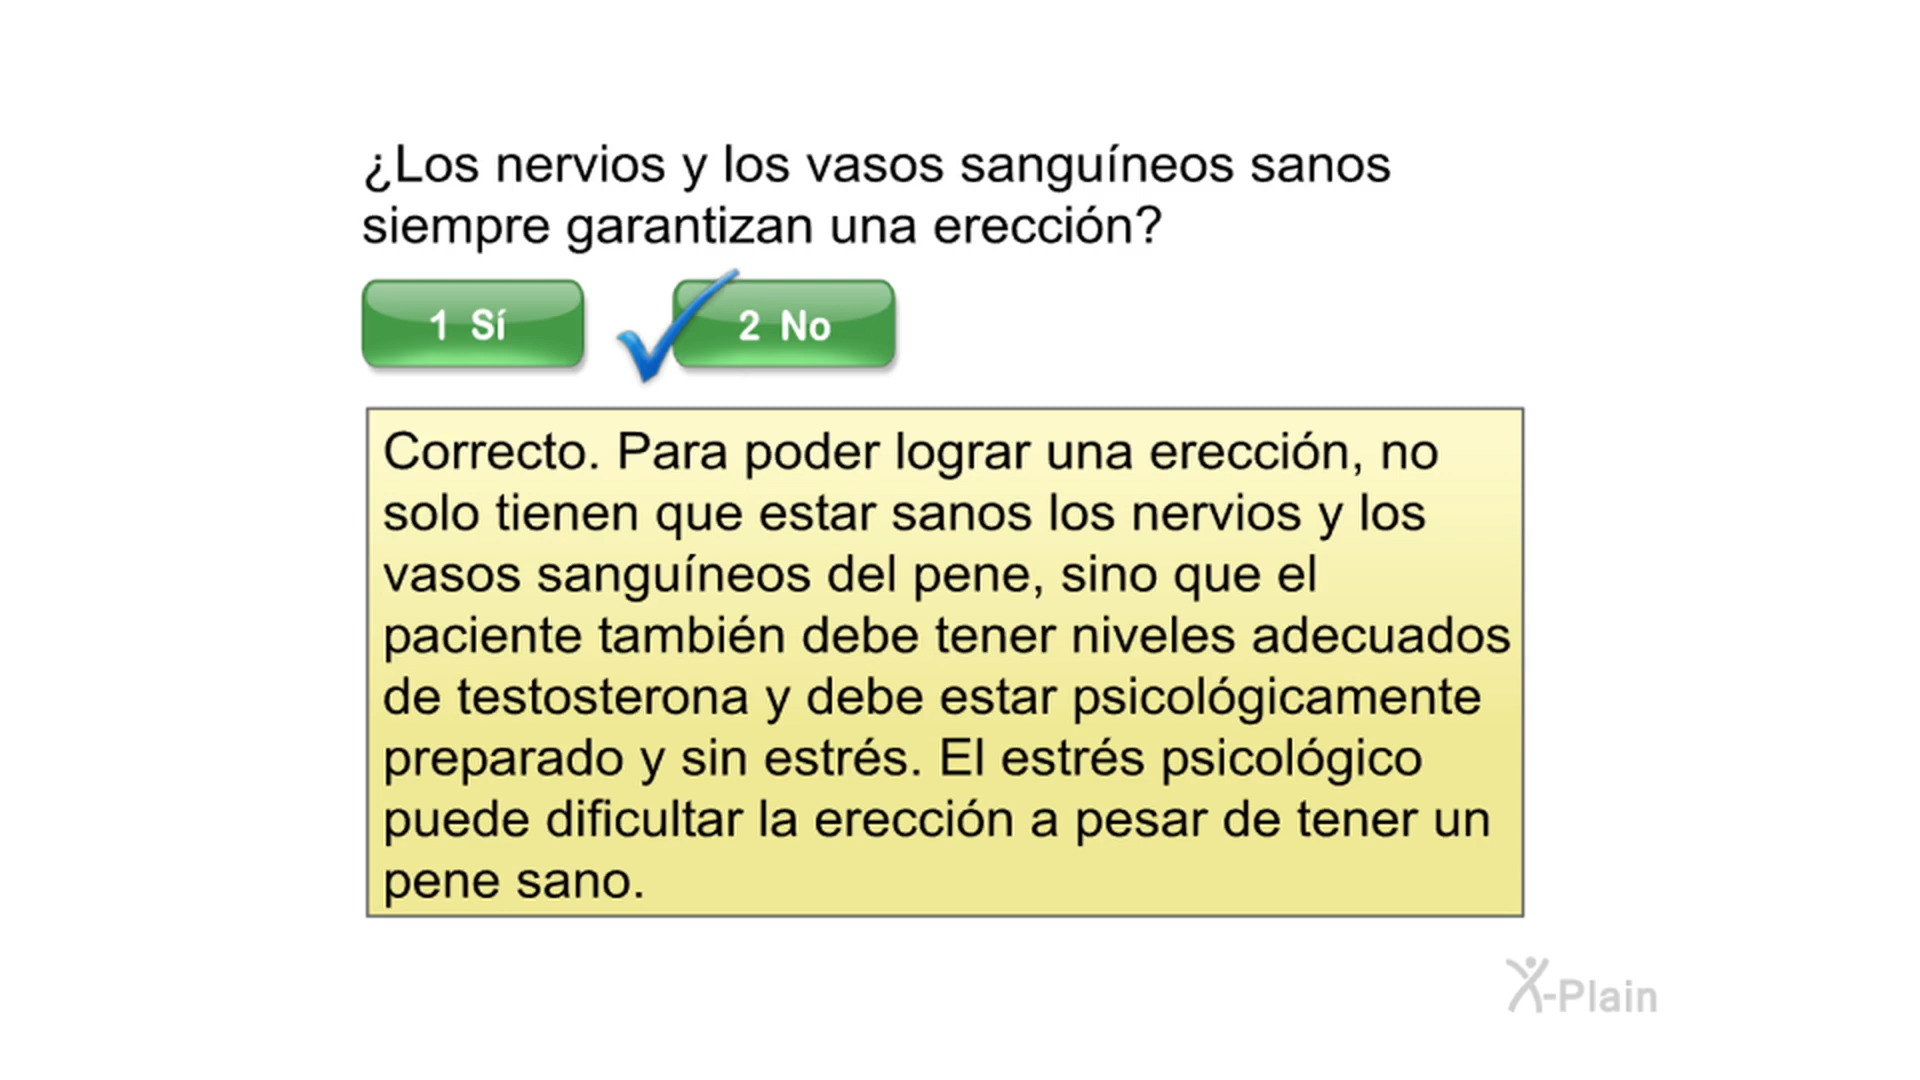 ¿Los nervios y los vasos sanguíneos sanos
siempre garantizan una erección?
1 Sí
2 No
Correcto. Para poder lograr una erección, no
solo tienen que estar sanos los nervios y los
vasos sanguíneos del pene, sino que el
paciente también debe tener niveles adecuados
de testosterona y debe estar psicológicamente
preparado y sin estrés. El estrés psicológico
puede dificultar la erección a pesar de tener un
pene sano.
X-Plain